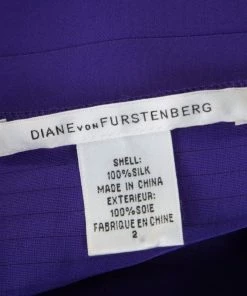 DIANE VON FURSTENBERG
SHELL:
100%SILK
MADE IN CHINA
EXTERIEUR:
100%SOIE
FABRIQUE EN CHINE
2